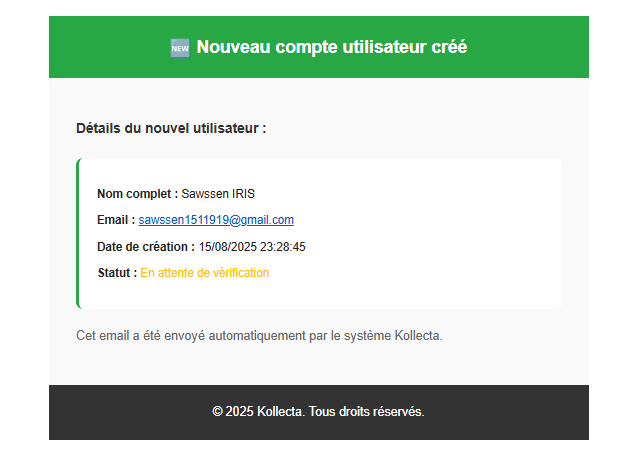 🆕 Nouveau compte utilisateur créé
Détails du nouvel utilisateur :
Nom complet : Sawssen IRIS
Email : sawssen1511919@gmail.com
Date de création : 15/08/2025 23:28:45
Statut : En attente de vérification
Cet email a été envoyé automatiquement par le système Kollecta.
© 2025 Kollecta. Tous droits réservés.